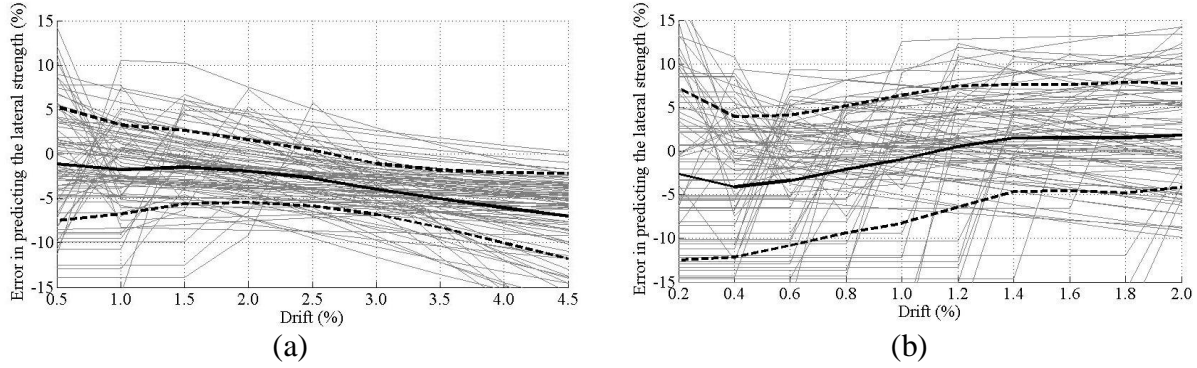 Error in predicting the lateral strength (%)
15
10
5
0
-5
-10
-15
0.5 1.0 1.5 2.0 2.5 3.0 3.5 4.0 4.5
Drift (%)
(a)
Error in predicting the lateral strength (%)
15
10
5
0
-5
-10
-15
0.2 0.4 0.6 0.8 1.0 1.2 1.4 1.6 1.8 2.0
Drift (%)
(b)